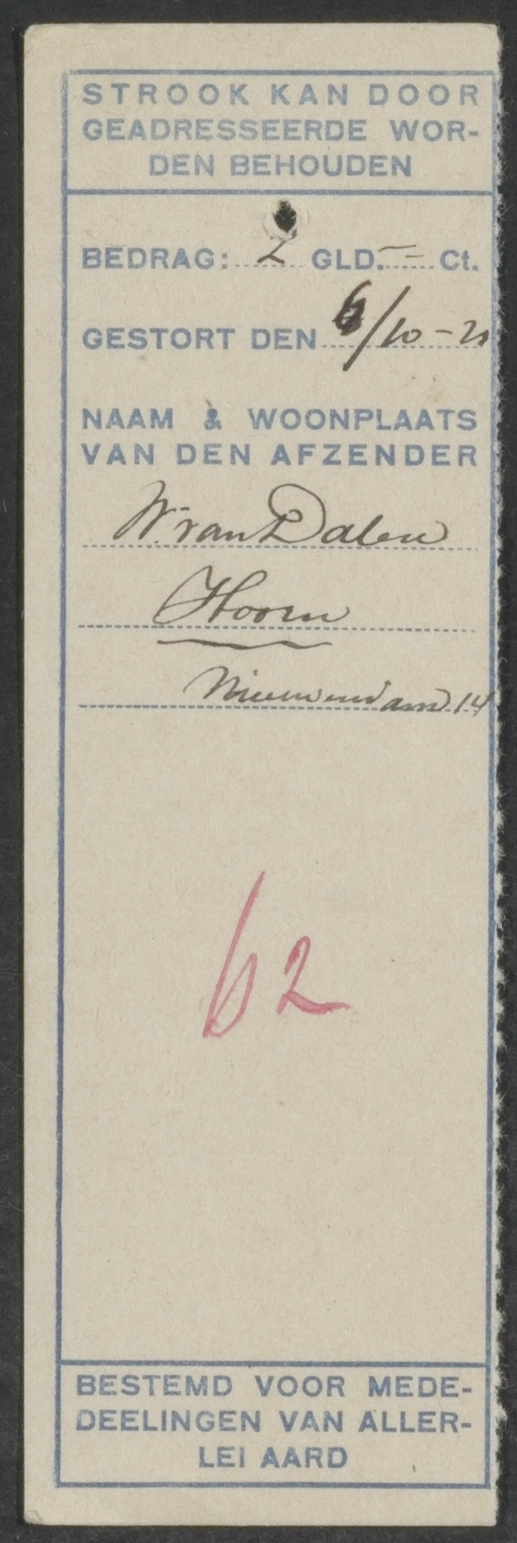 STROOK KAN DOOR
GEADRESSEERDE WOR-
DEN BEHOUDEN
BEDRAG: 2 GLD. – Ct.
GESTORT DEN 6/10-21
NAAM & WOONPLAATS
VAN DEN AFZENDER
W. van Dalen
Hoorn
Nieuwendam 14
62
BESTEMD VOOR MEDE-
DEELINGEN VAN ALLER-
LEI AARD